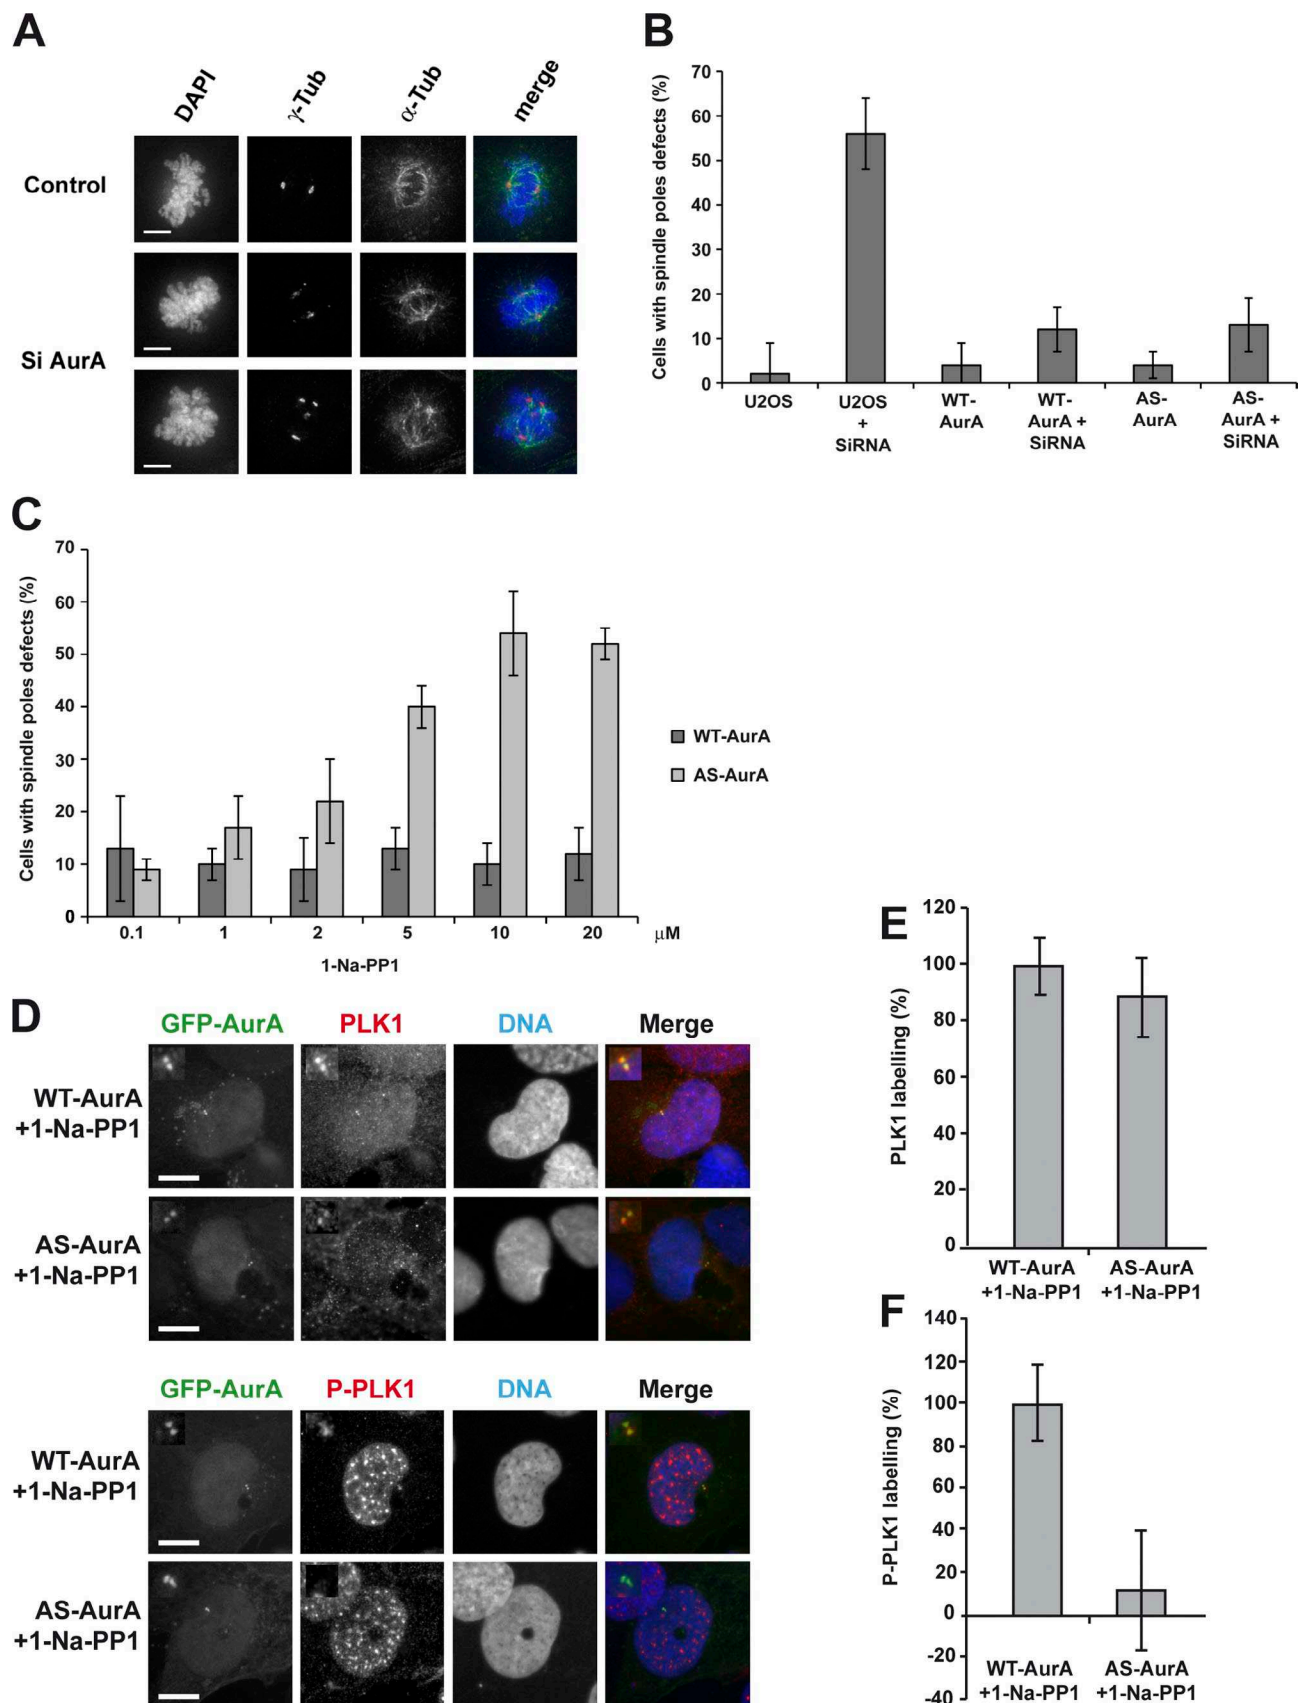 A
DAPI
γ-Tub
α-Tub
merge
Control
Si AurA
B
Cells with spindle poles defects (%)
70
60
50
40
30
20
10
0
U2OS
U2OS
+
SiRNA
WT-
AurA
WT-
AurA +
SiRNA
AS-
AurA
AS-
AurA +
SiRNA
C
Cells with spindle poles defects (%)
70
60
50
40
30
20
10
0
0.1
1
2
5
10
20
μM
1-Na-PP1
WT-AurA
AS-AurA
D
GFP-AurA
PLK1
DNA
Merge
WT-AurA
+1-Na-PP1
AS-AurA
+1-Na-PP1
GFP-AurA
P-PLK1
DNA
Merge
WT-AurA
+1-Na-PP1
AS-AurA
+1-Na-PP1
E
PLK1 labelling (%)
120
100
80
60
40
20
0
WT-AurA
+1-Na-PP1
AS-AurA
+1-Na-PP1
F
P-PLK1 labelling (%)
140
120
100
80
60
40
20
0
-20
-40
WT-AurA
+1-Na-PP1
AS-AurA
+1-Na-PP1